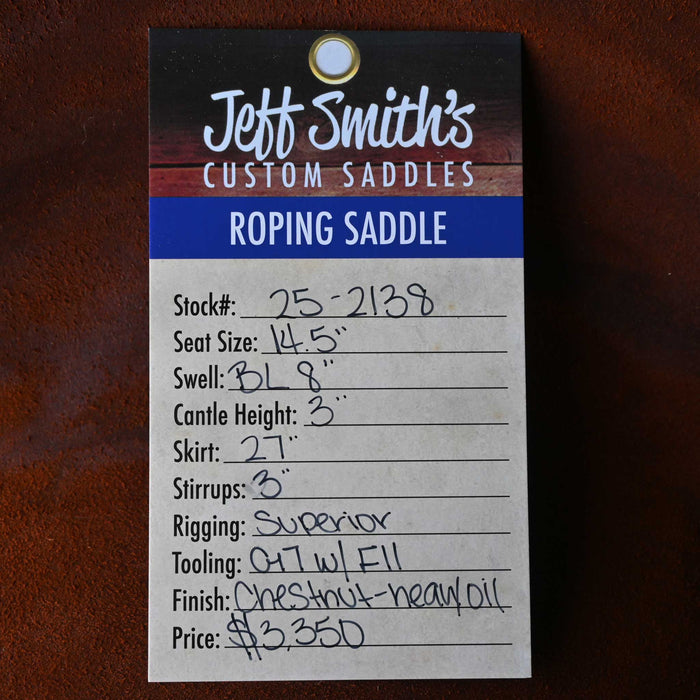 Jeff Smith's
CUSTOM SADDLES
ROPING SADDLE
Stock#: 25-2138
Seat Size: 14.5"
Swell: BL 8"
Cantle Height: 3"
Skirt: 27"
Stirrups: 3"
Rigging: Superior
Tooling: w/ F11
Finish: Chestnut-heavy oil
Price: $3,350